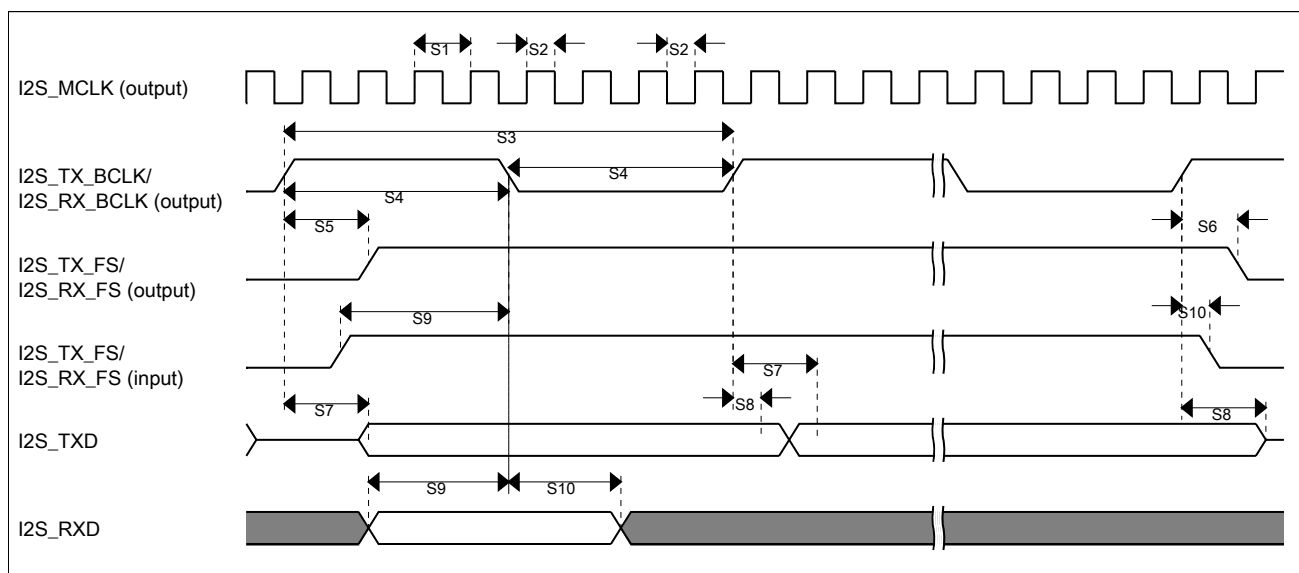 S1
S2
S2
I2S_MCLK (output)
S3
I2S_TX_BCLK/
I2S_RX_BCLK (output)
S4
S4
S5
S6
I2S_TX_FS/
I2S_RX_FS (output)
S9
S10
I2S_TX_FS/
I2S_RX_FS (input)
S7
S7
S8
S8
I2S_TXD
S9
S10
I2S_RXD